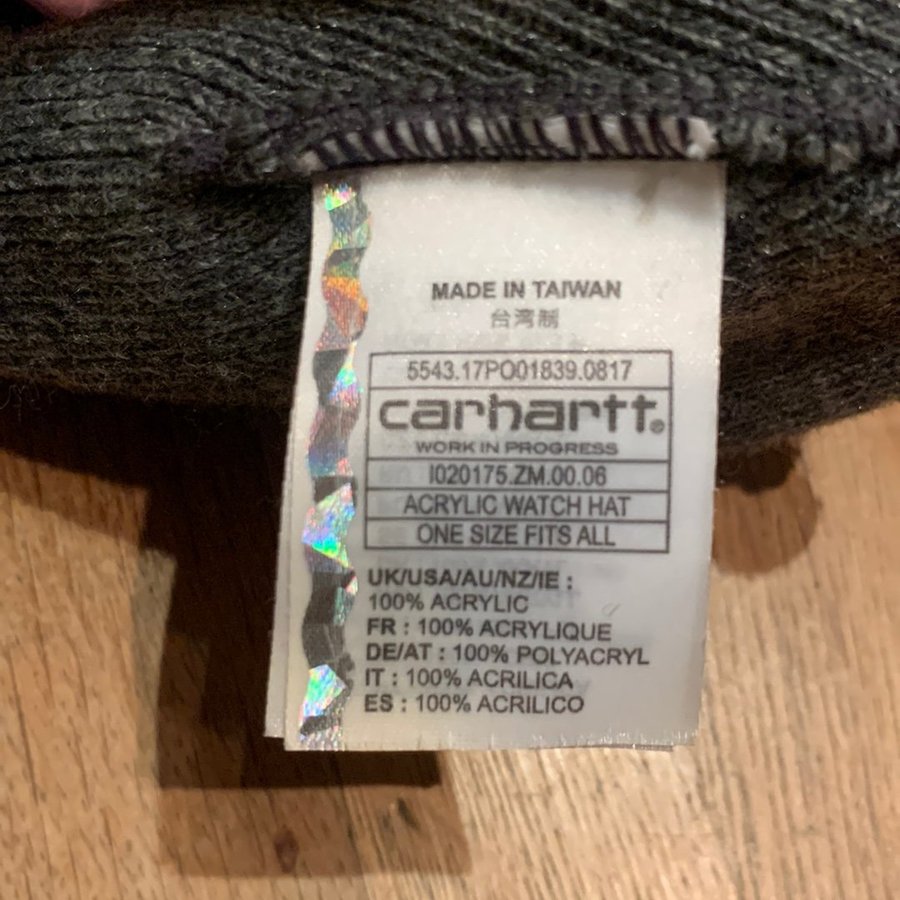 MADE IN TAIWAN
台湾制
5543.17PO01839.0817
carhartt®
WORK IN PROGRESS
I020175.ZM.00.06
ACRYLIC WATCH HAT
ONE SIZE FITS ALL
UK/USA/AU/NZ/IE :
100% ACRYLIC
FR : 100% ACRYLIQUE
DE/AT : 100% POLYACRYL
IT : 100% ACRILICA
ES : 100% ACRILICO